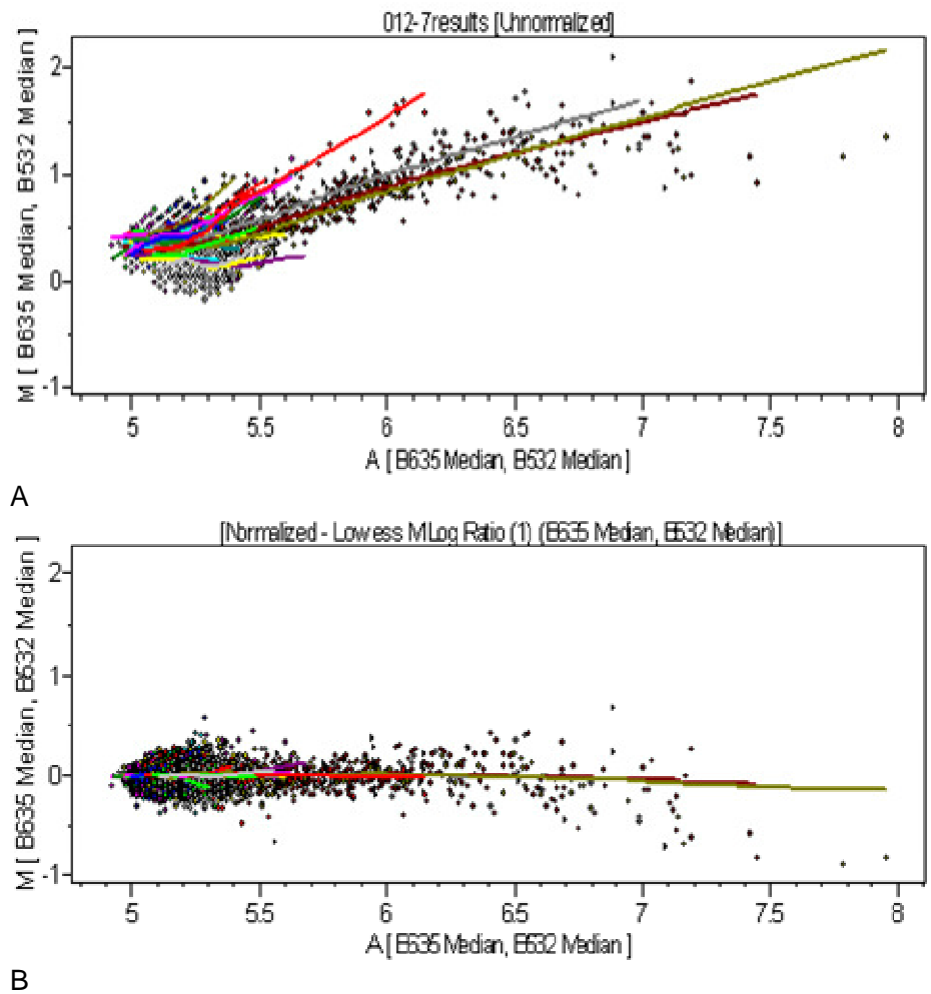 012-7results [Unnormalized]
M [ B635 Median, B532 Median ]
2
1
0
-1
5
5.5
6
6.5
7
7.5
8
A [ B635 Median, B532 Median ]
A
[Normalized - Lowess M Log Ratio (1) (B635 Median, B532 Median)]
M [ B635 Median, B532 Median ]
2
1
0
-1
5
5.5
6
6.5
7
7.5
8
A [ B635 Median, B532 Median ]
B